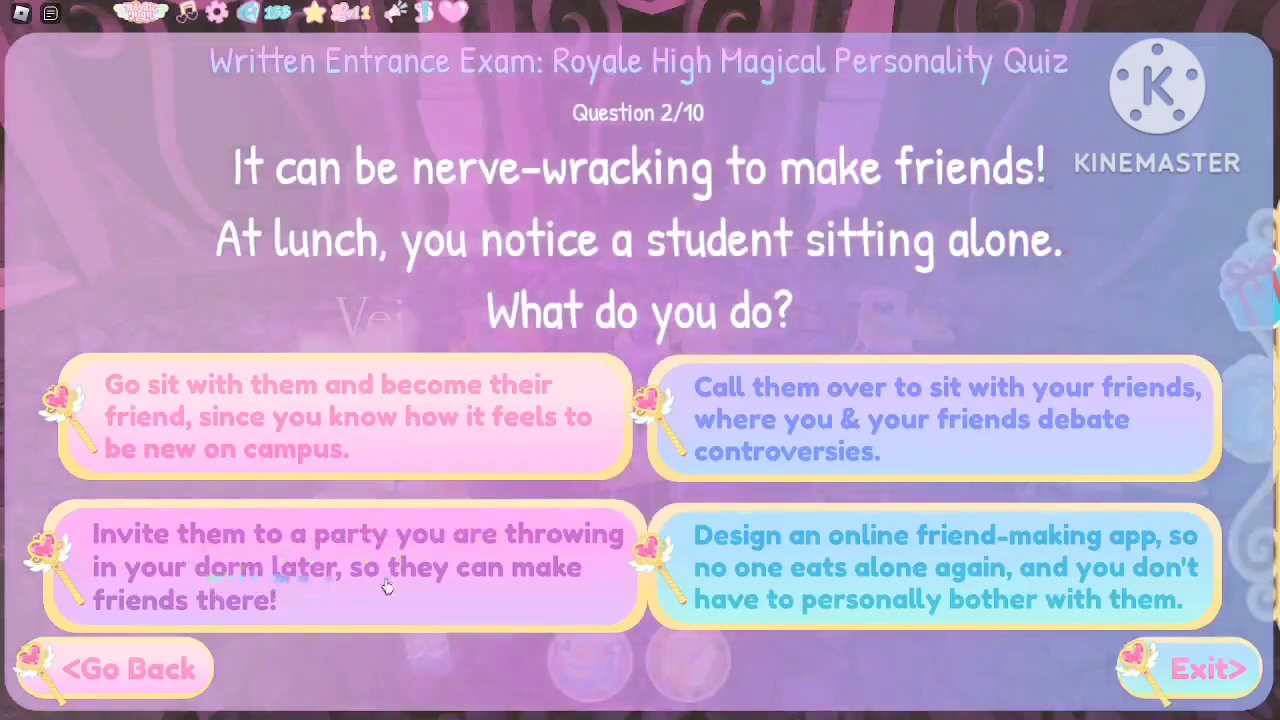 153
Written Entrance Exam: Royale High Magical Personality Quiz
Question 2/10
It can be nerve-wracking to make friends!
At lunch, you notice a student sitting alone.
What do you do?
K
KINEMASTER
Go sit with them and become their
friend, since you know how it feels to
be new on campus.
Call them over to sit with your friends,
where you & your friends debate
controversies.
Invite them to a party you are throwing
in your dorm later, so they can make
friends there!
Design an online friend-making app, so
no one eats alone again, and you don't
have to personally bother with them.
<Go Back
Exit>